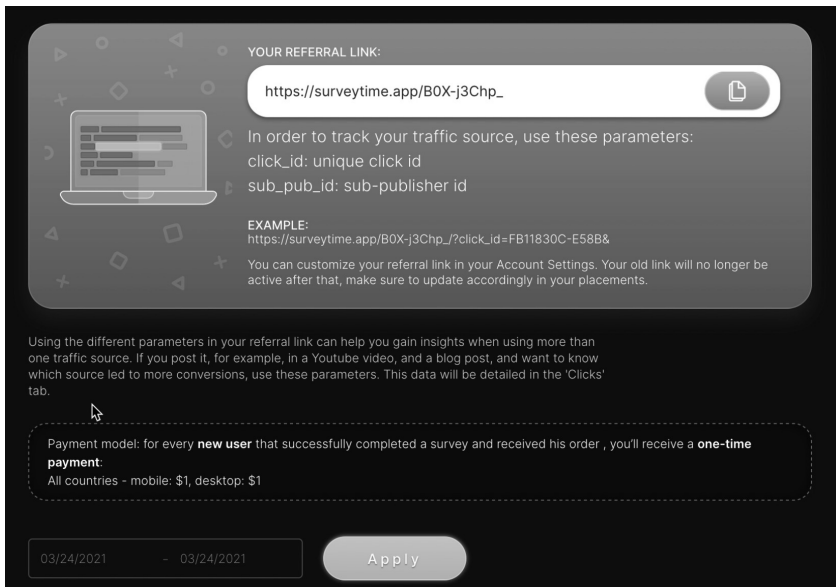 YOUR REFERRAL LINK:
https://surveytime.app/B0X-j3Chp_
In order to track your traffic source, use these parameters:
click_id: unique click id
sub_pub_id: sub-publisher id
EXAMPLE:
https://surveytime.app/B0X-j3Chp_/?click_id=FB11830C-E58B&
You can customize your referral link in your Account Settings. Your old link will no longer be
active after that, make sure to update accordingly in your placements.
Using the different parameters in your referral link can help you gain insights when using more than
one traffic source. If you post it, for example, in a Youtube video, and a blog post, and want to know
which source led to more conversions, use these parameters. This data will be detailed in the 'Clicks'
tab.
Payment model: for every new user that successfully completed a survey and received his order , you'll receive a one-time
payment:
All countries - mobile: $1, desktop: $1
03/24/2021 - 03/24/2021
Apply